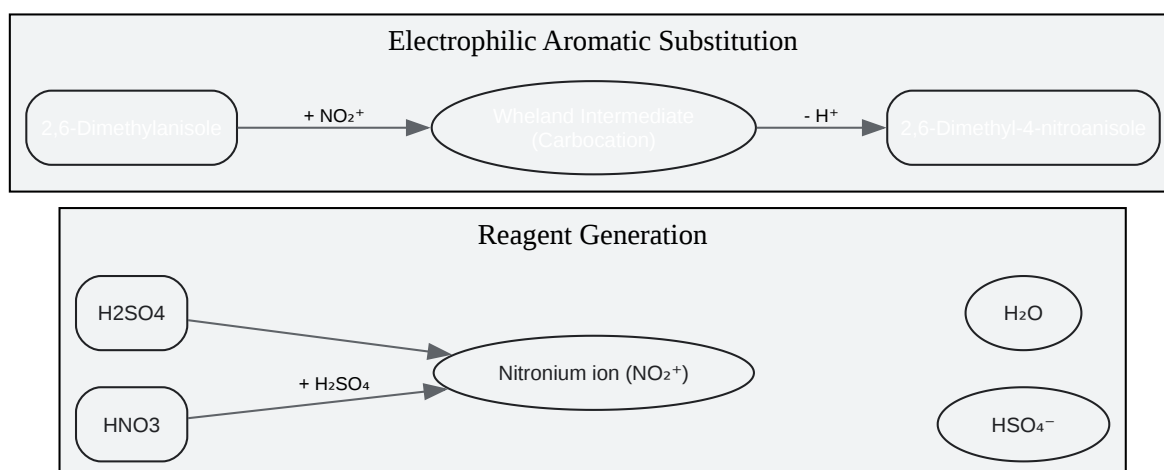 Electrophilic Aromatic Substitution
2,6-Dimethylanisole
+ NO₂⁺
Wheland Intermediate
(Carbocation)
- H⁺
2,6-Dimethyl-4-nitroanisole
Reagent Generation
H2SO4
HNO3
+ H₂SO₄
Nitronium ion (NO₂⁺)
H₂O
HSO₄⁻